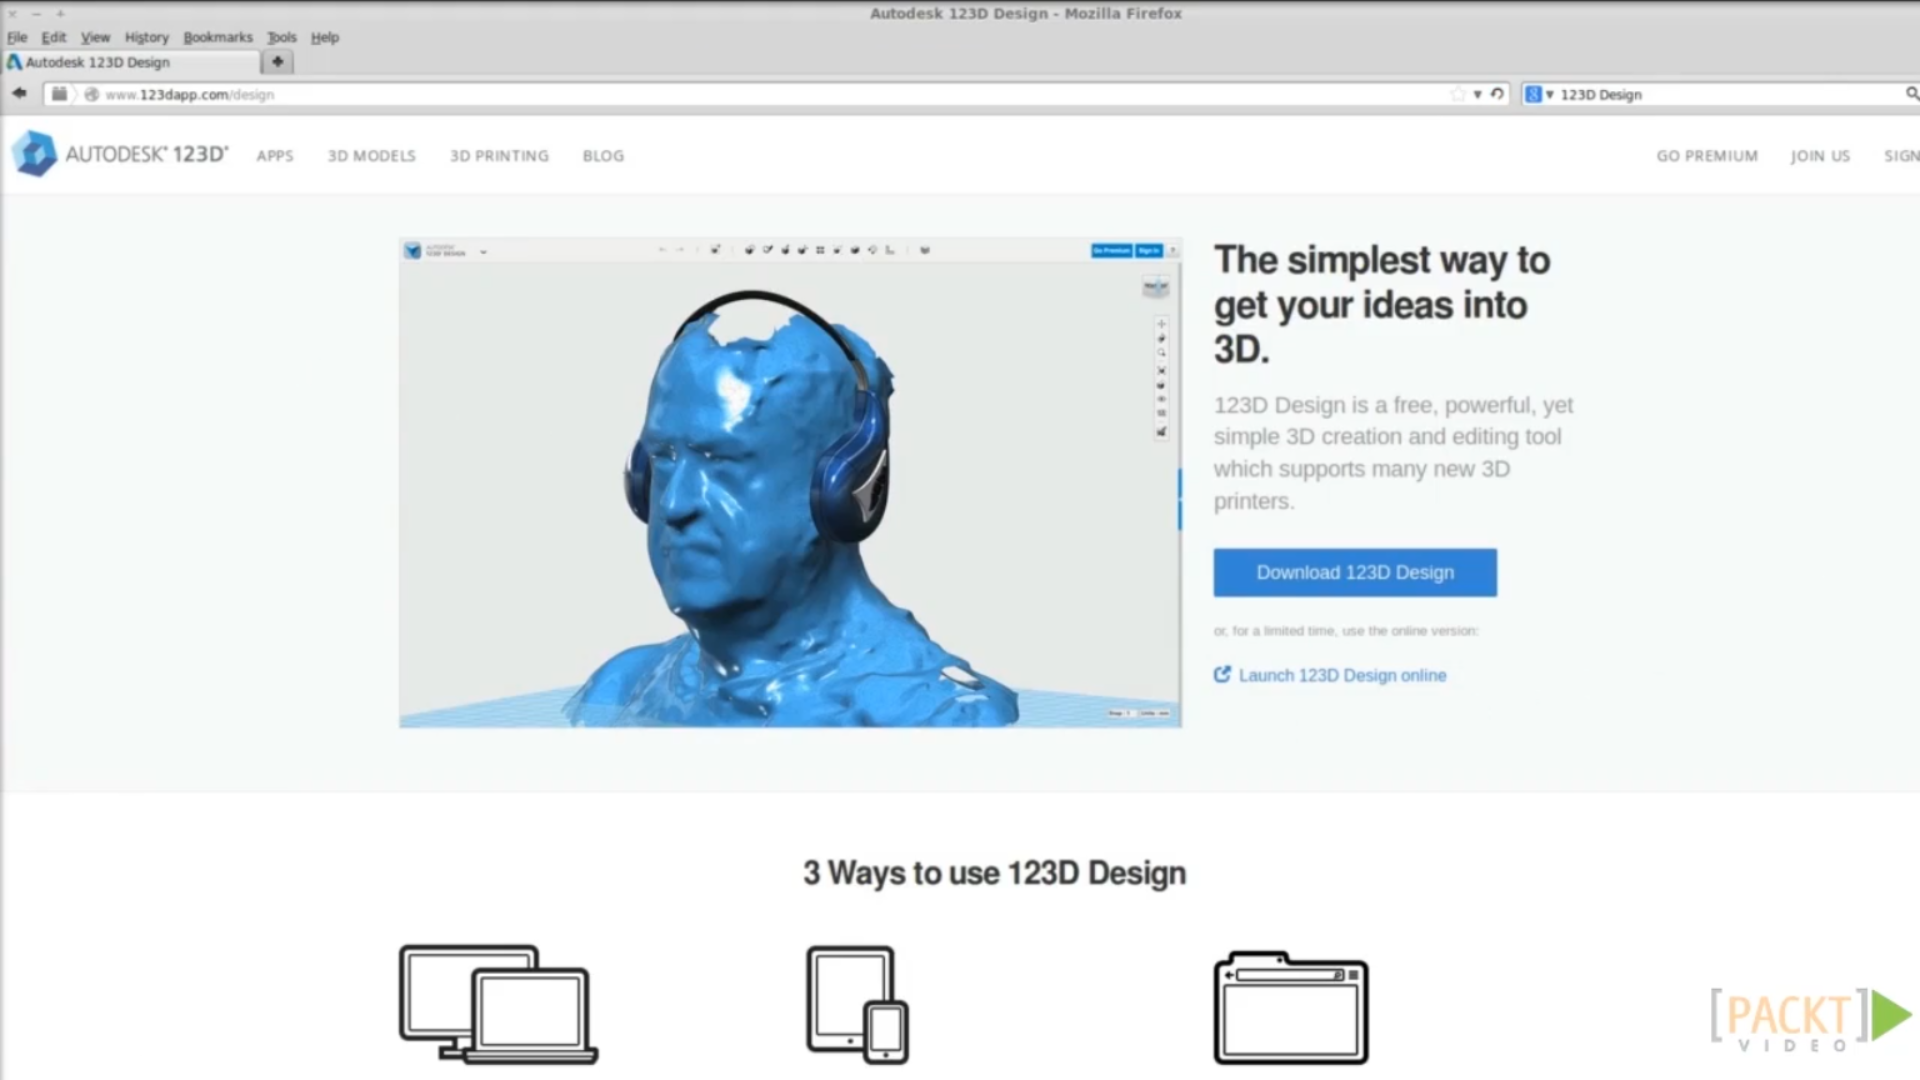 Autodesk 123D Design - Mozilla Firefox
File Edit View History Bookmarks Tools Help
Autodesk 123D Design
www.123dapp.com/design
123D Design
AUTODESK® 123D®
APPS 3D MODELS 3D PRINTING BLOG
GO PREMIUM JOIN US SIGN
Go Premium Sign In
The simplest way to
get your ideas into
3D.
123D Design is a free, powerful, yet
simple 3D creation and editing tool
which supports many new 3D
printers.
Download 123D Design
or, for a limited time, use the online version:
Launch 123D Design online
3 Ways to use 123D Design
[PACKT]
VIDEO